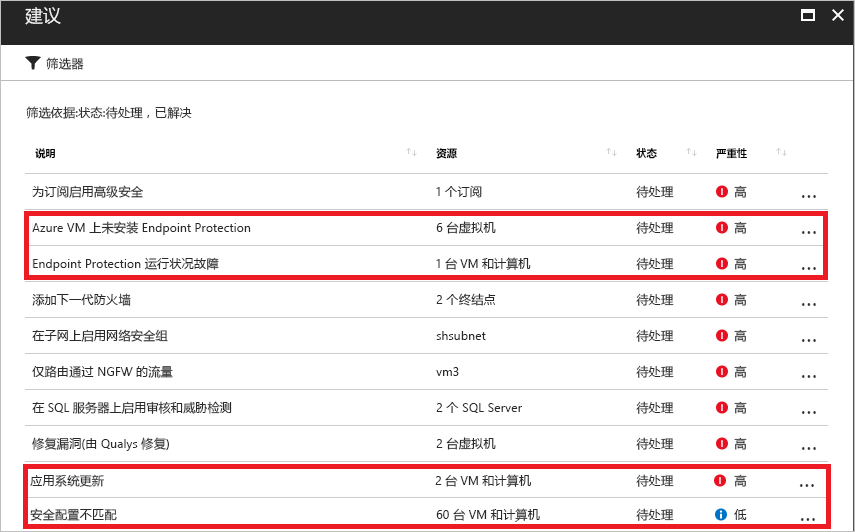 建议
筛选器
筛选依据:状态:待处理，已解决
说明 资源 状态 严重性
为订阅启用高级安全 1 个订阅 待处理 高 ...
Azure VM 上未安装 Endpoint Protection 6 台虚拟机 待处理 高 ...
Endpoint Protection 运行状况故障 1 台 VM 和计算机 待处理 高 ...
添加下一代防火墙 2 个终结点 待处理 高 ...
在子网上启用网络安全组 shsubnet 待处理 高 ...
仅路由通过 NGFW 的流量 vm3 待处理 高 ...
在 SQL 服务器上启用审核和威胁检测 2 个 SQL Server 待处理 高 ...
修复漏洞(由 Qualys 修复) 2 台虚拟机 待处理 高 ...
应用系统更新 2 台 VM 和计算机 待处理 高 ...
安全配置不匹配 60 台 VM 和计算机 待处理 低 ...